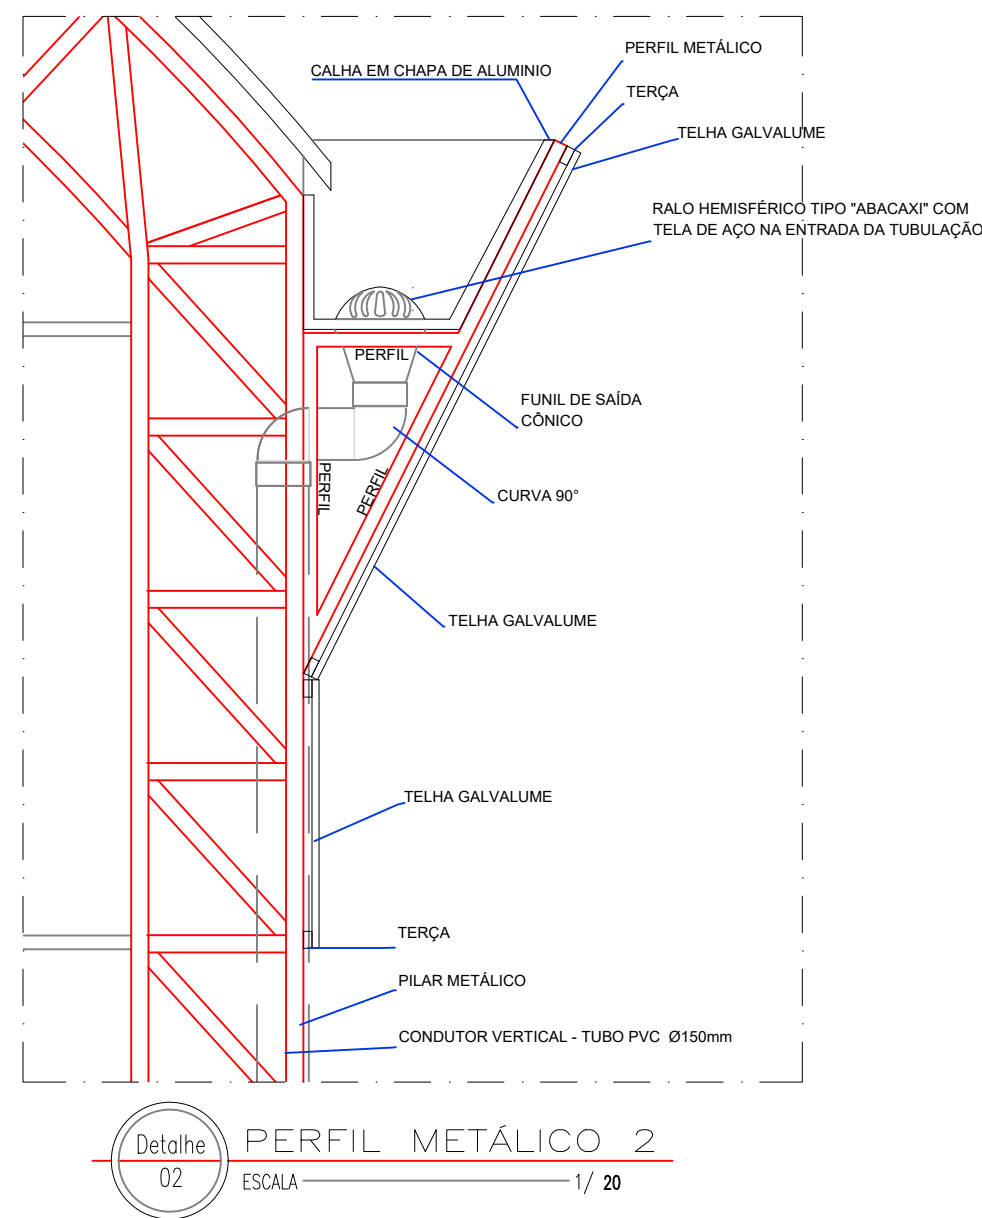 PERFIL METÁLICO
CALHA EM CHAPA DE ALUMINIO
TERÇA
TELHA GALVALUME
RALO HEMISFÉRICO TIPO "ABACAXI" COM
TELA DE AÇO NA ENTRADA DA TUBULAÇÃO
PERFIL
FUNIL DE SAÍDA
CÔNICO
PERFIL
PERFIL
CURVA 90°
TELHA GALVALUME
TELHA GALVALUME
TERÇA
PILAR METÁLICO
CONDUTOR VERTICAL - TUBO PVC Ø150mm
Detalhe
02
PERFIL METÁLICO 2
ESCALA 1/ 20